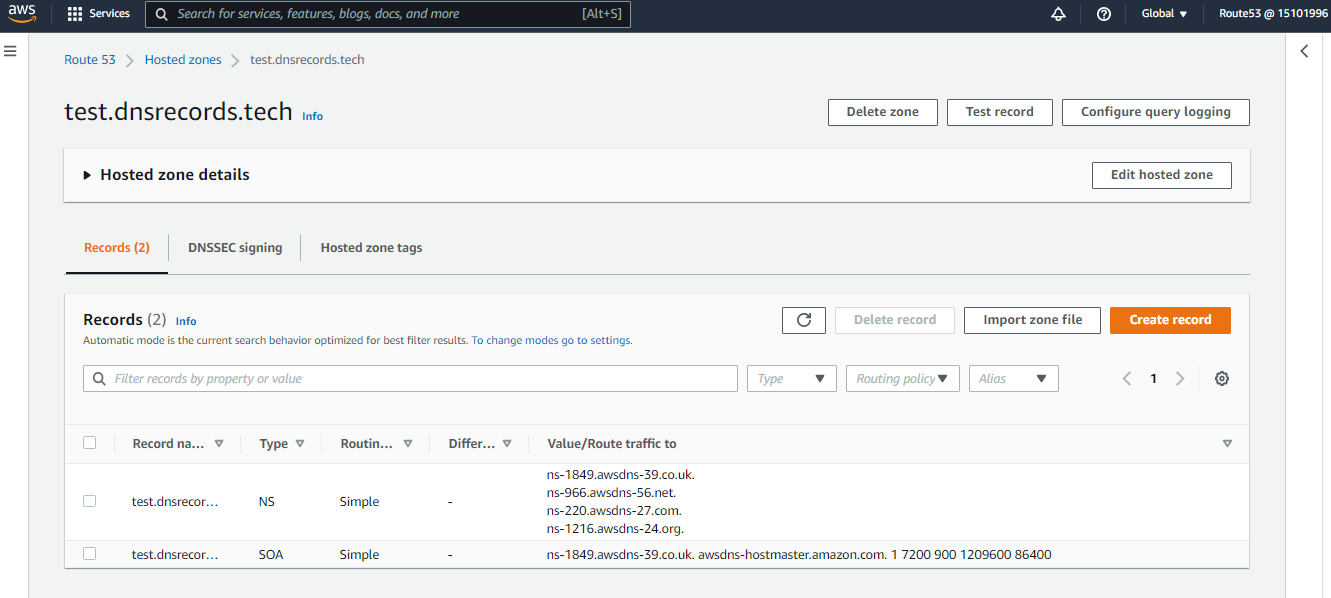 aws
Services
Search for services, features, blogs, docs, and more [Alt+S]
Global
Route53 @ 15101996
Route 53 > Hosted zones > test.dnsrecords.tech
test.dnsrecords.tech Info
Delete zone
Test record
Configure query logging
Hosted zone details
Edit hosted zone
Records (2)
DNSSEC signing
Hosted zone tags
Records (2) Info
Automatic mode is the current search behavior optimized for best filter results. To change modes go to settings.
Delete record
Import zone file
Create record
Filter records by property or value
Type
Routing policy
Alias
1
Record na... Type Routin... Differ... Value/Route traffic to
test.dnsrecor... NS Simple -
ns-1849.awsdns-39.co.uk.
ns-966.awsdns-56.net.
ns-220.awsdns-27.com.
ns-1216.awsdns-24.org.
test.dnsrecor... SOA Simple - ns-1849.awsdns-39.co.uk. awsdns-hostmaster.amazon.com. 1 7200 900 1209600 86400